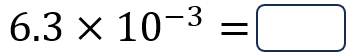 6.3 × 10⁻³ =